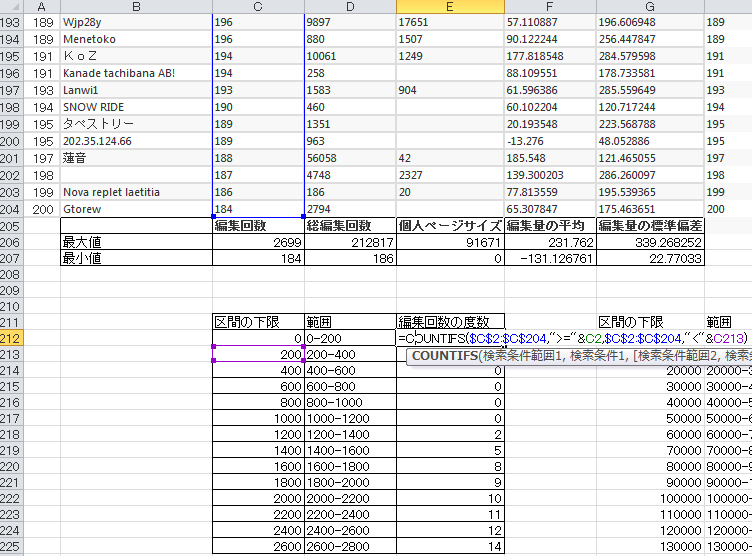 A B C D E F G
193 189 Wjp28y 196 9897 17651 57.110887 196.606948 189
194 189 Menetoko 196 880 1507 90.122244 256.447847 189
195 191 ＫｏＺ 194 10061 1249 177.818548 284.579598 191
196 191 Kanade tachibana AB! 194 258 88.109551 178.733581 191
197 193 Lanwi1 193 1583 904 61.596386 285.559649 193
198 194 SNOW RIDE 190 460 60.102204 120.717244 194
199 195 タペストリー 189 1351 20.193548 223.568788 195
200 195 202.35.124.66 189 963 -13.276 48.052886 195
201 197 蓮音 188 56058 42 185.548 121.465055 197
202 198 187 4748 2327 139.300203 286.260097 198
203 199 Nova replet laetitia 186 186 20 77.813559 195.539365 199
204 200 Gtorew 184 2794 65.307847 175.463651 200
205 編集回数 総編集回数 個人ページサイズ 編集量の平均 編集量の標準偏差
206 最大値 2699 212817 91671 231.762 339.268252
207 最小値 184 186 0 -131.126761 22.77033
208
209
210
211 区間の下限 範囲 編集回数の度数 区間の下限 範囲
212 0 0-200 =COUNTIFS($C$2:$C$204,">="&C2,$C$2:$C$204,"<"&C213)
213 200 200-400 COUNTIFS(検索条件範囲1, 検索条件1, [検索条件範囲2, 検索
214 400 400-600 0 20000 20000-3
215 600 600-800 0 30000 30000-4
216 800 800-1000 0 40000 40000-5
217 1000 1000-1200 0 50000 50000-6
218 1200 1200-1400 2 60000 60000-7
219 1400 1400-1600 5 70000 70000-8
220 1600 1600-1800 8 80000 80000-9
221 1800 1800-2000 9 90000 90000-1
222 2000 2000-2200 10 100000 100000-
223 2200 2200-2400 11 110000 110000-
224 2400 2400-2600 12 120000 120000-
225 2600 2600-2800 14 130000 130000-